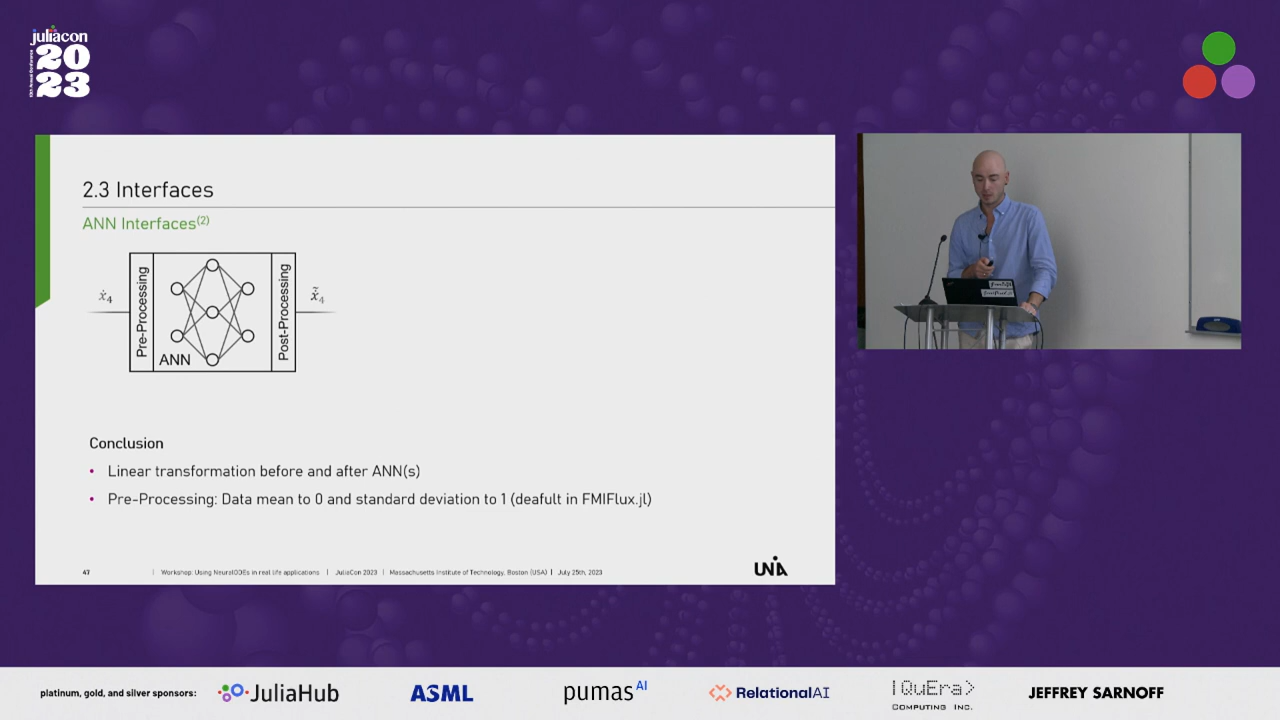 juliacon
2023
2.3 Interfaces
ANN Interfaces(2)
ẋ4
Pre-Processing
ANN
Post-Processing
x̃̇4
Conclusion
• Linear transformation before and after ANN(s)
• Pre-Processing: Data mean to 0 and standard deviation to 1 (deafult in FMIFlux.jl)
47 | Workshop: Using NeuralODEs in real life applications | JuliaCon 2023 | Massachusetts Institute of Technology, Boston (USA) | July 25th, 2023
UNIA
platinum, gold, and silver sponsors:
JuliaHub
ASML
pumasAI
RelationalAI
|QuEra>
COMPUTING INC.
JEFFREY SARNOFF